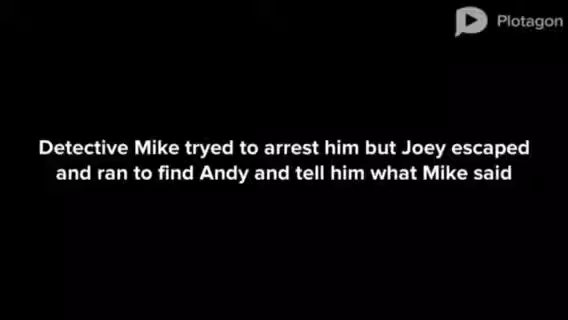 Plotagon
Detective Mike tryed to arrest him but Joey escaped
and ran to find Andy and tell him what Mike said